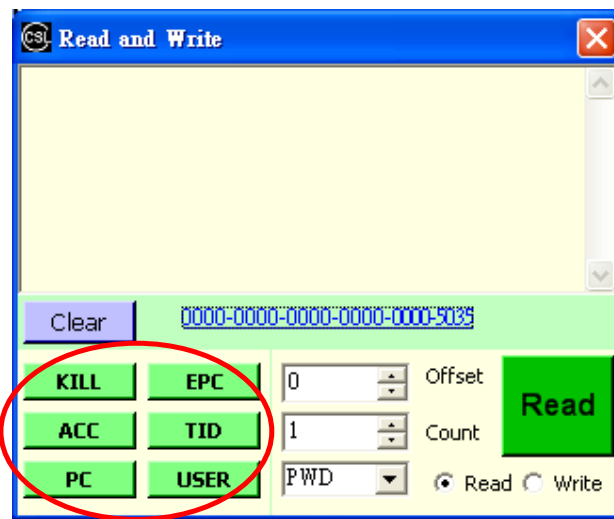 CSL Read and Write
Clear 0000-0000-0000-0000-0000-5035
KILL EPC 0 Offset
ACC TID 1 Count Read
PC USER PWD Read Write